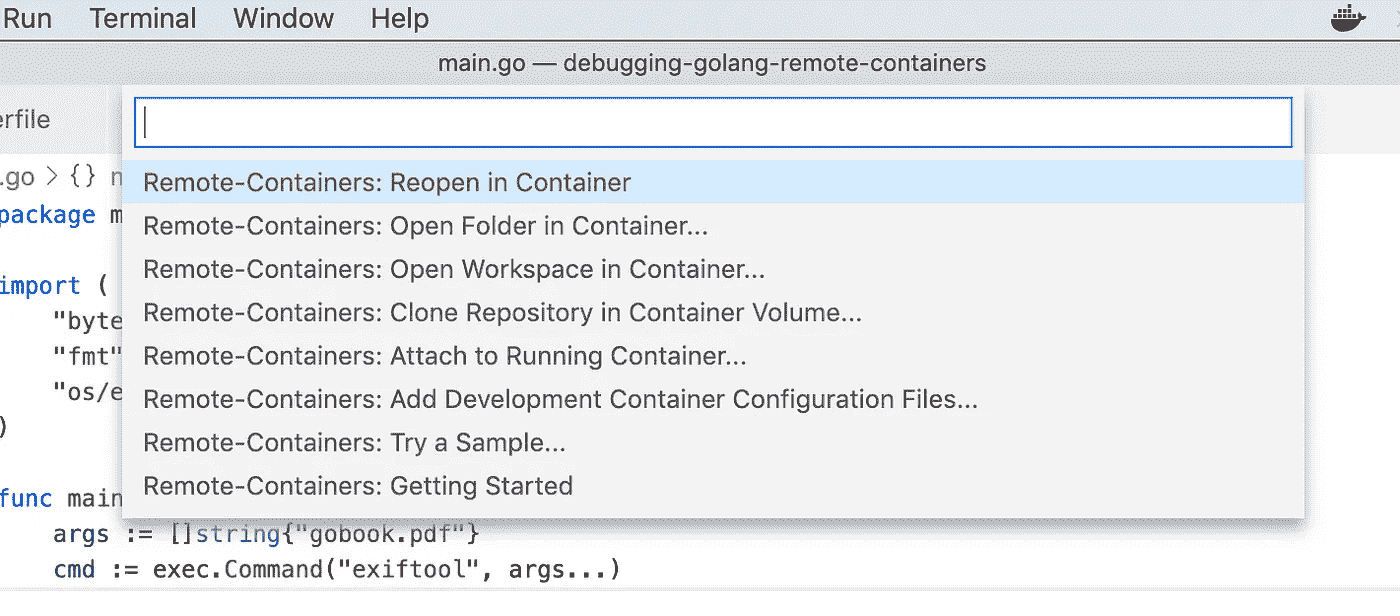 Run Terminal Window Help
main.go — debugging-golang-remote-containers
erfile
.go > {}
Remote-Containers: Reopen in Container
package
Remote-Containers: Open Folder in Container...
import (
Remote-Containers: Open Workspace in Container...
"byte
Remote-Containers: Clone Repository in Container Volume...
"fmt"
Remote-Containers: Attach to Running Container...
"os/e
Remote-Containers: Add Development Container Configuration Files...
)
Remote-Containers: Try a Sample...
func main
Remote-Containers: Getting Started
args := []string{"gobook.pdf"}
cmd := exec.Command("exiftool", args...)